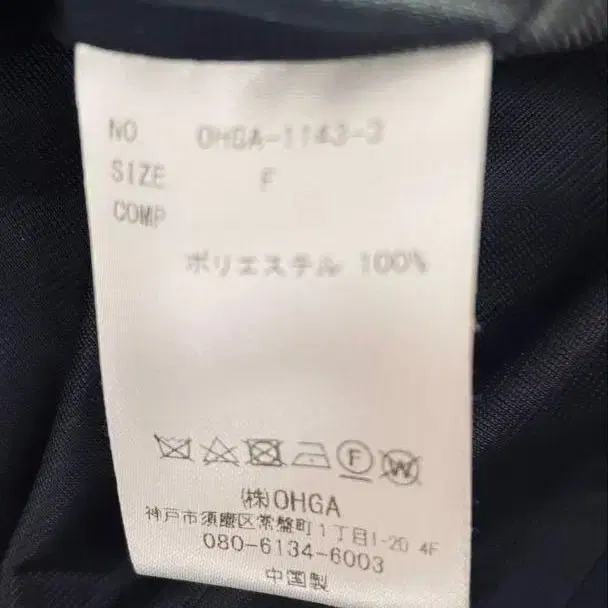 NO OHGA-1143-3
SIZE F
COMP
ポリエステル 100%
F W
(株)OHGA
神戸市須磨区常盤町1丁目1-20 4F
080-6134-6003
中国製